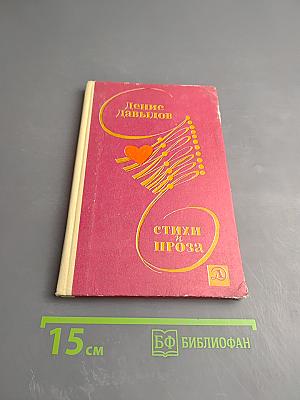 Денис
Давыдов
СТИХИ
И
ПРОЗА
Д
15 см
БФ
БИБЛИОФАН